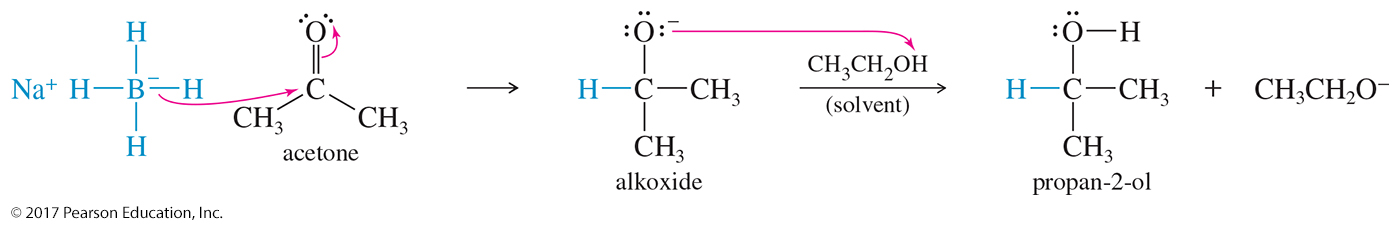 H
Na⁺ H—B⁻—H
H
:O:
C
CH₃ CH₃
acetone
:Ö:⁻
H—C—CH₃
CH₃
alkoxide
CH₃CH₂OH
(solvent)
:Ö—H
H—C—CH₃ + CH₃CH₂O⁻
CH₃
propan-2-ol
© 2017 Pearson Education, Inc.